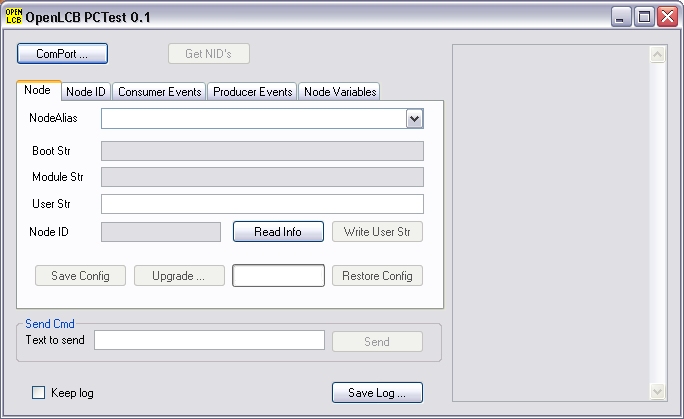 OPEN
LCB
OpenLCB PCTest 0.1
ComPort ...
Get NID's
Node
Node ID
Consumer Events
Producer Events
Node Variables
NodeAlias
Boot Str
Module Str
User Str
Node ID
Read Info
Write User Str
Save Config
Upgrade ...
Restore Config
Send Cmd
Text to send
Send
Keep log
Save Log ...